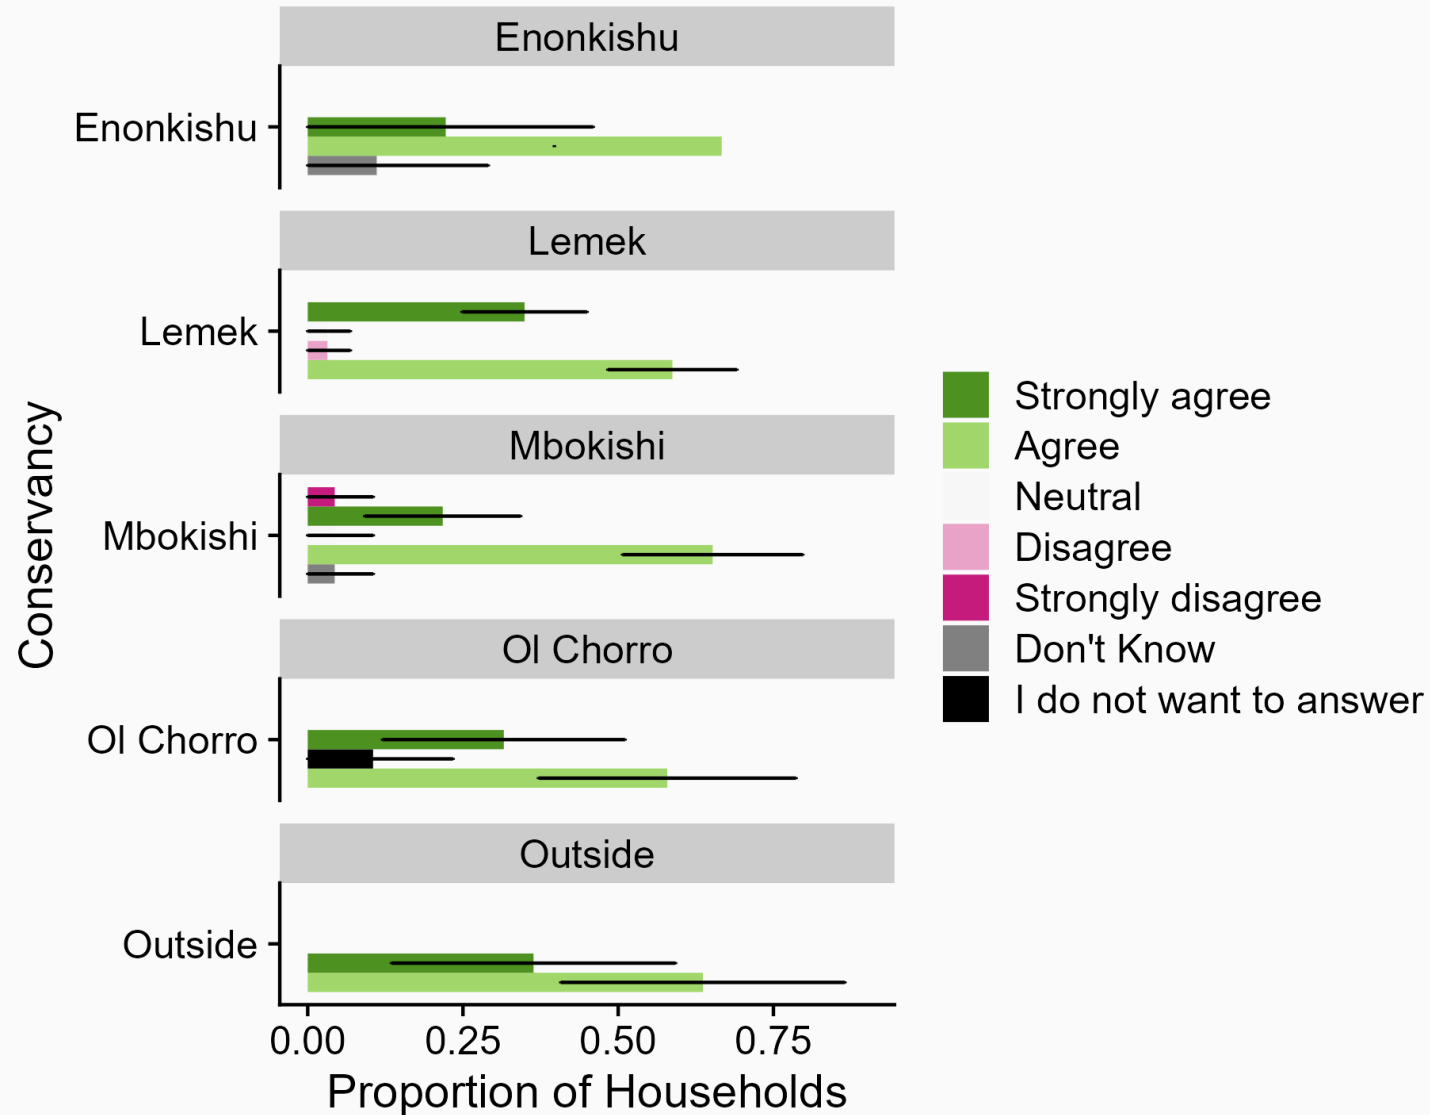 Enonkishu
Enonkishu
Lemek
Lemek
Mbokishi
Mbokishi
Ol Chorro
Ol Chorro
Outside
Outside
Conservancy
0.00 0.25 0.50 0.75
Proportion of Households
Strongly agree
Agree
Neutral
Disagree
Strongly disagree
Don't Know
I do not want to answer